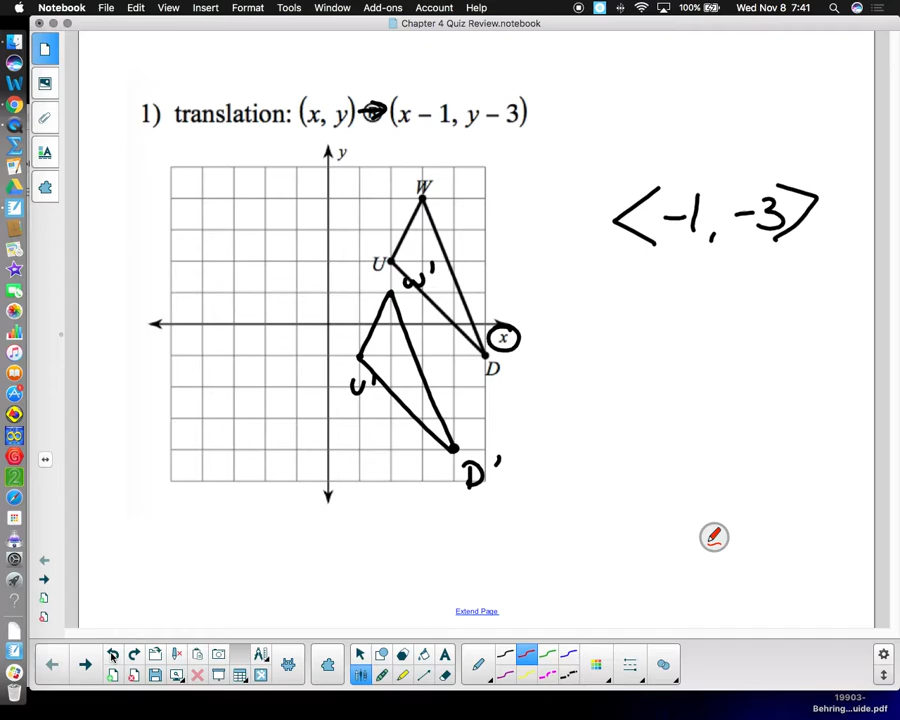 Notebook File Edit View Insert Format Tools Window Add-ons Help 100% Wed Nov 8 7:41
Chapter 4 Quiz Review.notebook
1) translation: (x, y) → (x − 1, y − 3)
y
W
<-1, -3>
U
W'
x
D
U'
D'
Extend Page
19903-
Behring...uide.pdf